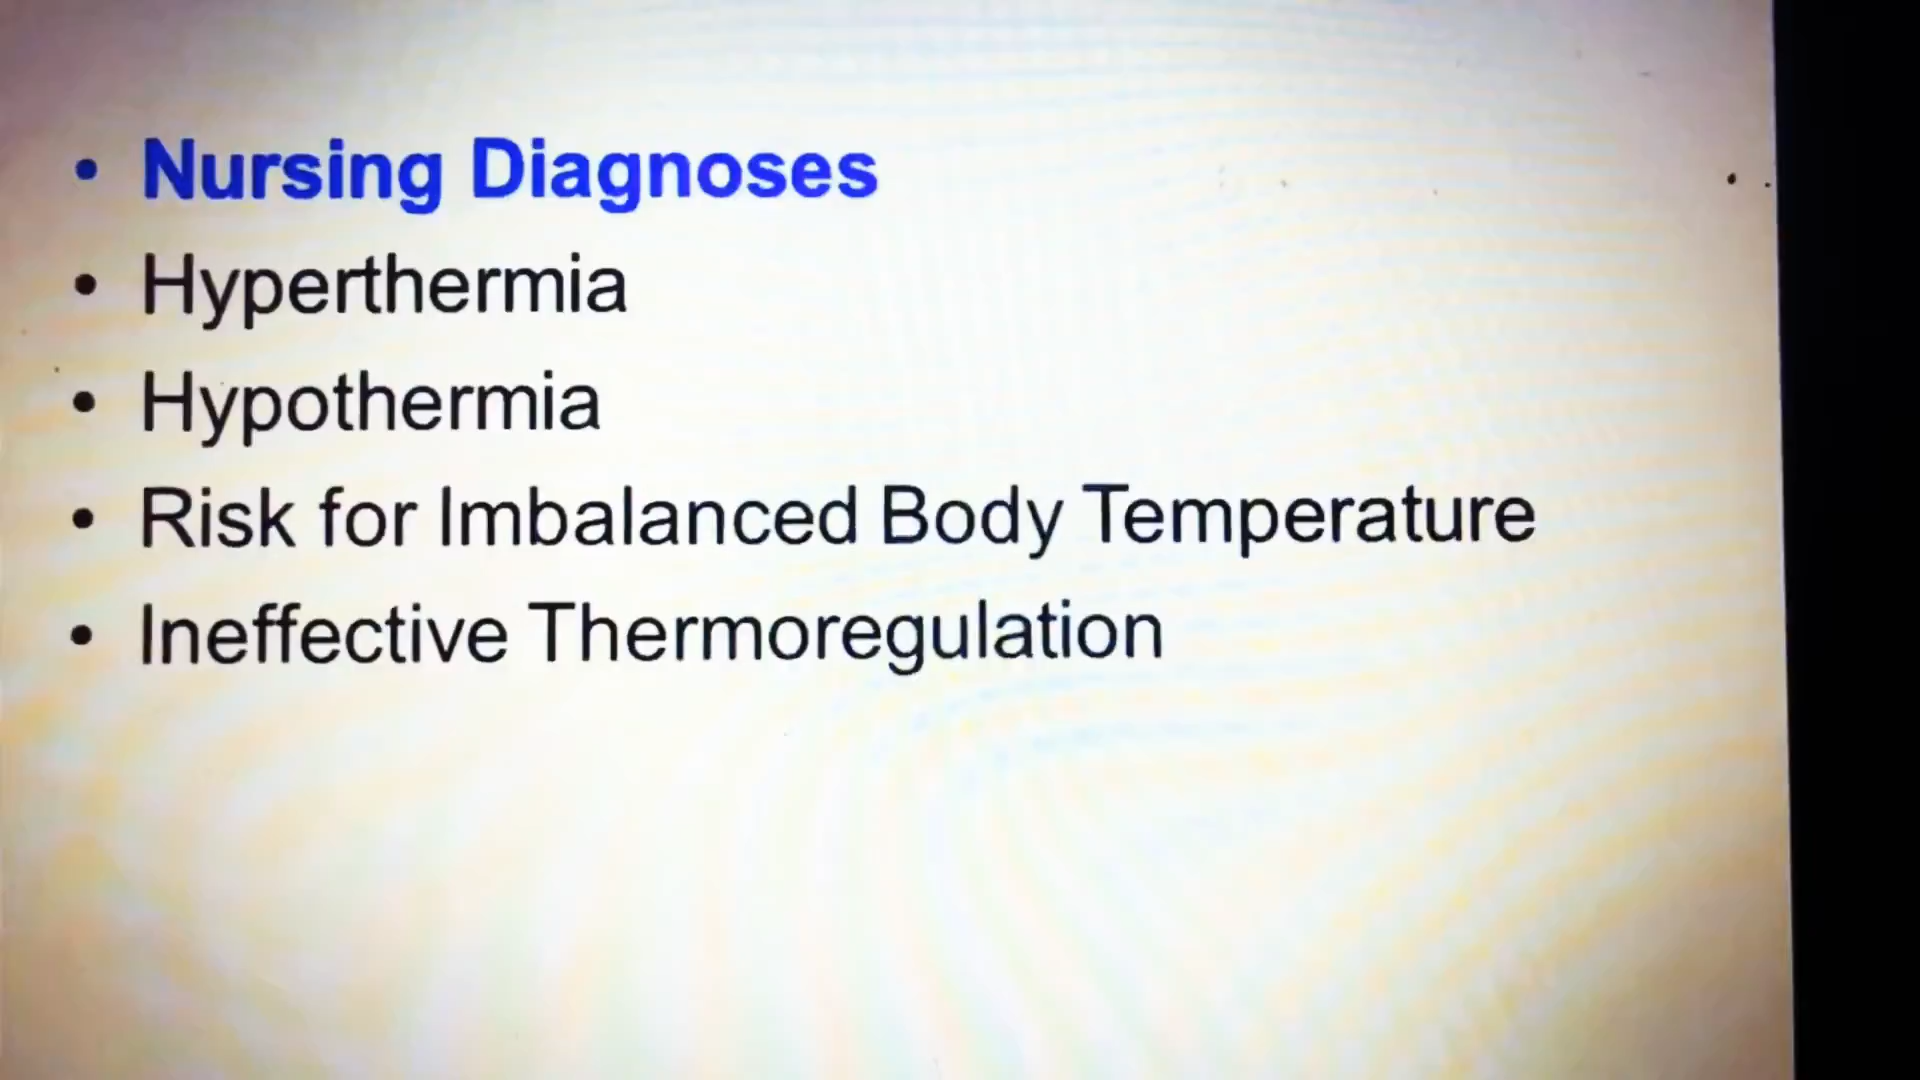 • Nursing Diagnoses
• Hyperthermia
• Hypothermia
• Risk for Imbalanced Body Temperature
• Ineffective Thermoregulation